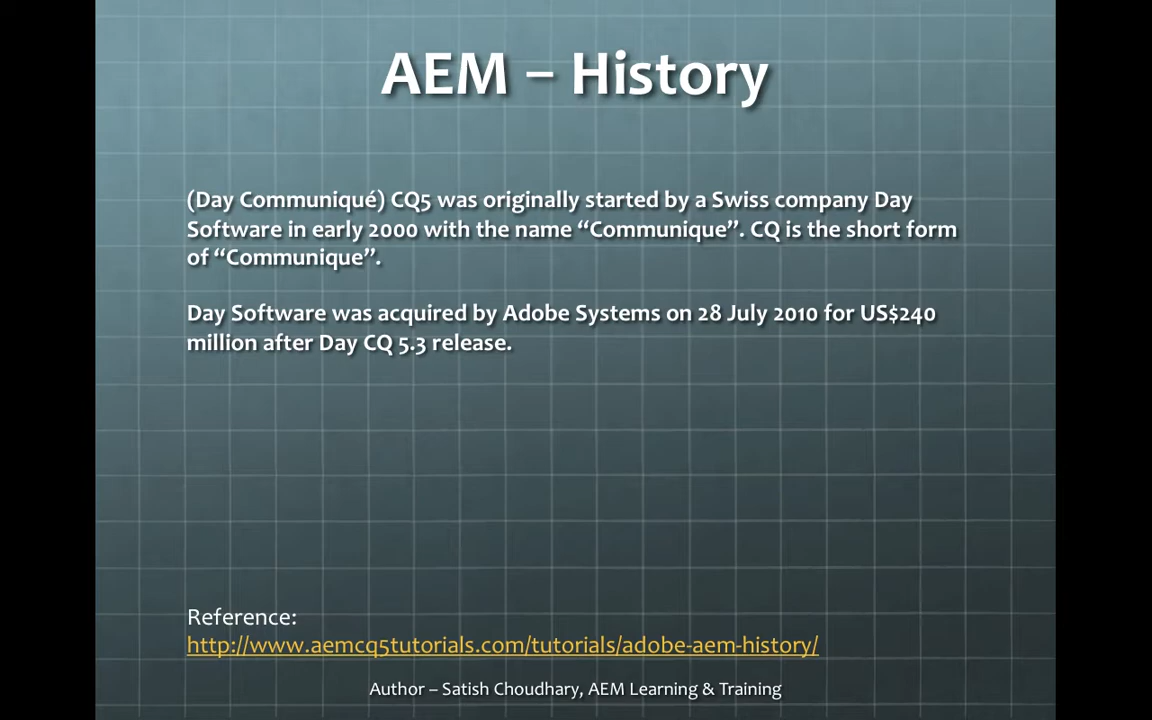 AEM – History
(Day Communiqué) CQ5 was originally started by a Swiss company Day
Software in early 2000 with the name “Communique”. CQ is the short form
of “Communique”.
Day Software was acquired by Adobe Systems on 28 July 2010 for US$240
million after Day CQ 5.3 release.
Reference:
http://www.aemcq5tutorials.com/tutorials/adobe-aem-history/
Author – Satish Choudhary, AEM Learning & Training